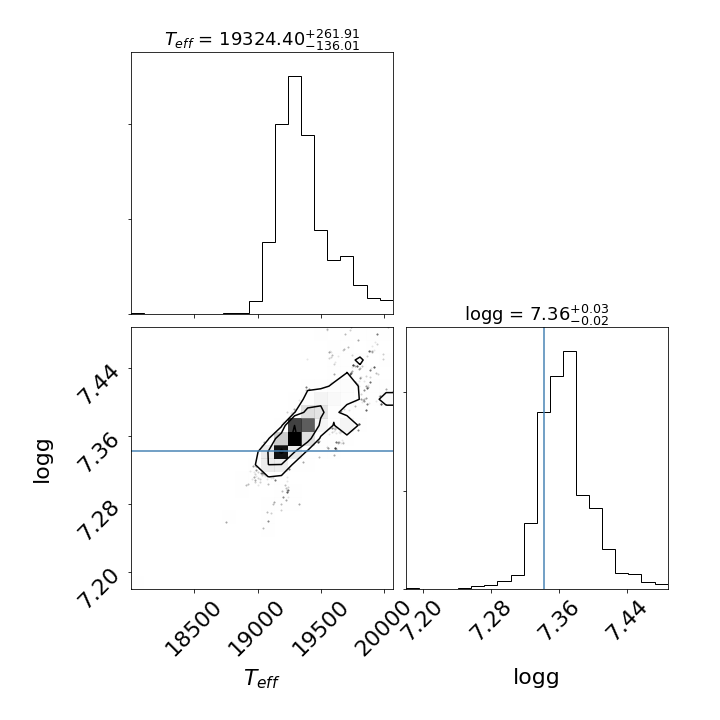 T_eff = 19324.40^{+261.91}_{-136.01}
logg = 7.36^{+0.03}_{-0.02}
7.44
7.36
7.28
7.20
logg
18500
19000
19500
20000
7.20
7.28
7.36
7.44
T_eff
logg